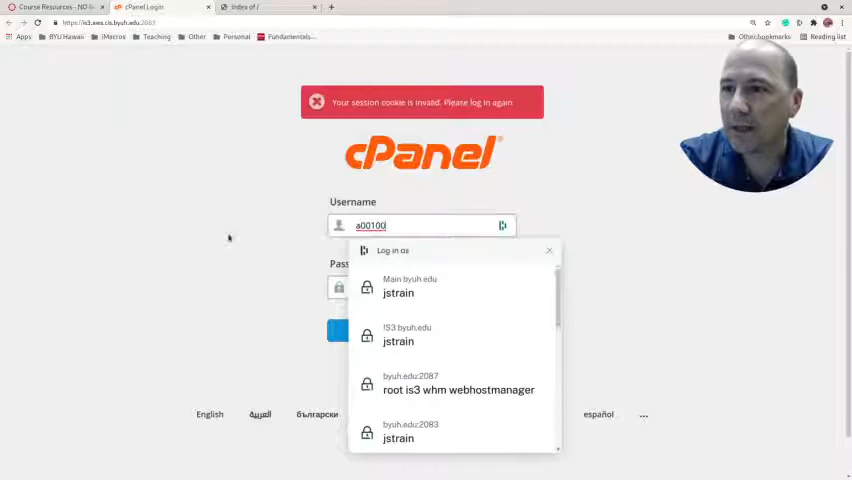 Course Resources - NO B
cPanel Login
Index of /
https://is3.aws.cis.byuh.edu:2083
Apps
BYU Hawaii
iMacros
Teaching
Other
Personal
Fundamentals...
Other bookmarks
Reading list
Your session cookie is invalid. Please log in again
cPanel®
Username
a00100
Log in as
Pass
Main byuh.edu
jstrain
!S3 byuh.edu
jstrain
byuh.edu:2087
root is3 whm webhostmanager
byuh.edu:2083
jstrain
English
العربية
български
español
...